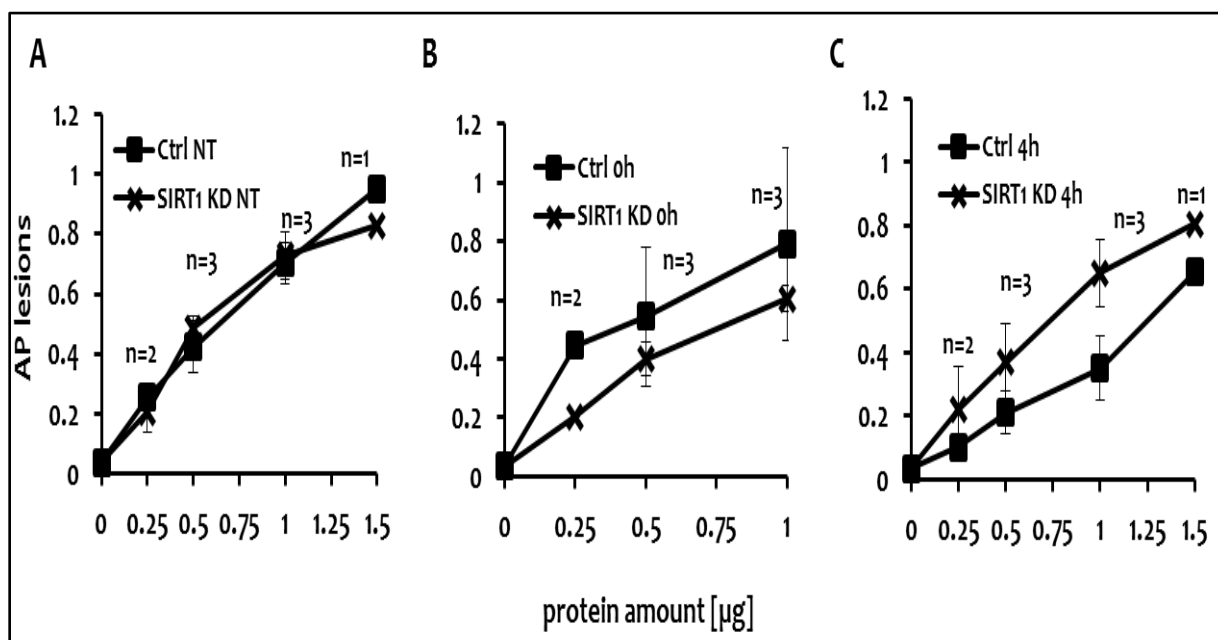 A
1.2
1
0.8
0.6
0.4
0.2
0
Ctrl NT
SIRT1 KD NT
n=1
n=3
n=3
n=2
0 0.25 0.5 0.75 1 1.25 1.5
AP lesions
B
1.2
1
0.8
0.6
0.4
0.2
0
Ctrl 0h
SIRT1 KD 0h
n=3
n=3
n=2
0 0.25 0.5 0.75 1
C
1.2
1
0.8
0.6
0.4
0.2
0
Ctrl 4h
SIRT1 KD 4h
n=1
n=3
n=3
n=2
0 0.25 0.5 0.75 1 1.25 1.5
protein amount [µg]